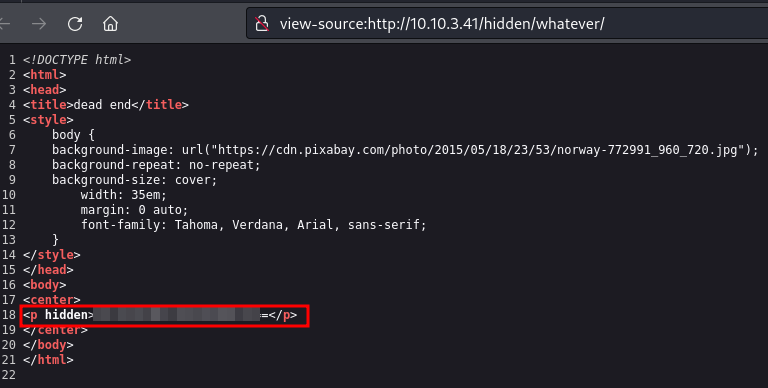 view-source:http://10.10.3.41/hidden/whatever/
1 <!DOCTYPE html>
2 <html>
3 <head>
4 <title>dead end</title>
5 <style>
6 body {
7 background-image: url("https://cdn.pixabay.com/photo/2015/05/18/23/53/norway-772991_960_720.jpg");
8 background-repeat: no-repeat;
9 background-size: cover;
10 width: 35em;
11 margin: 0 auto;
12 font-family: Tahoma, Verdana, Arial, sans-serif;
13 }
14 </style>
15 </head>
16 <body>
17 <center>
18 <p hidden>=</p>
19 </center>
20 </body>
21 </html>
22